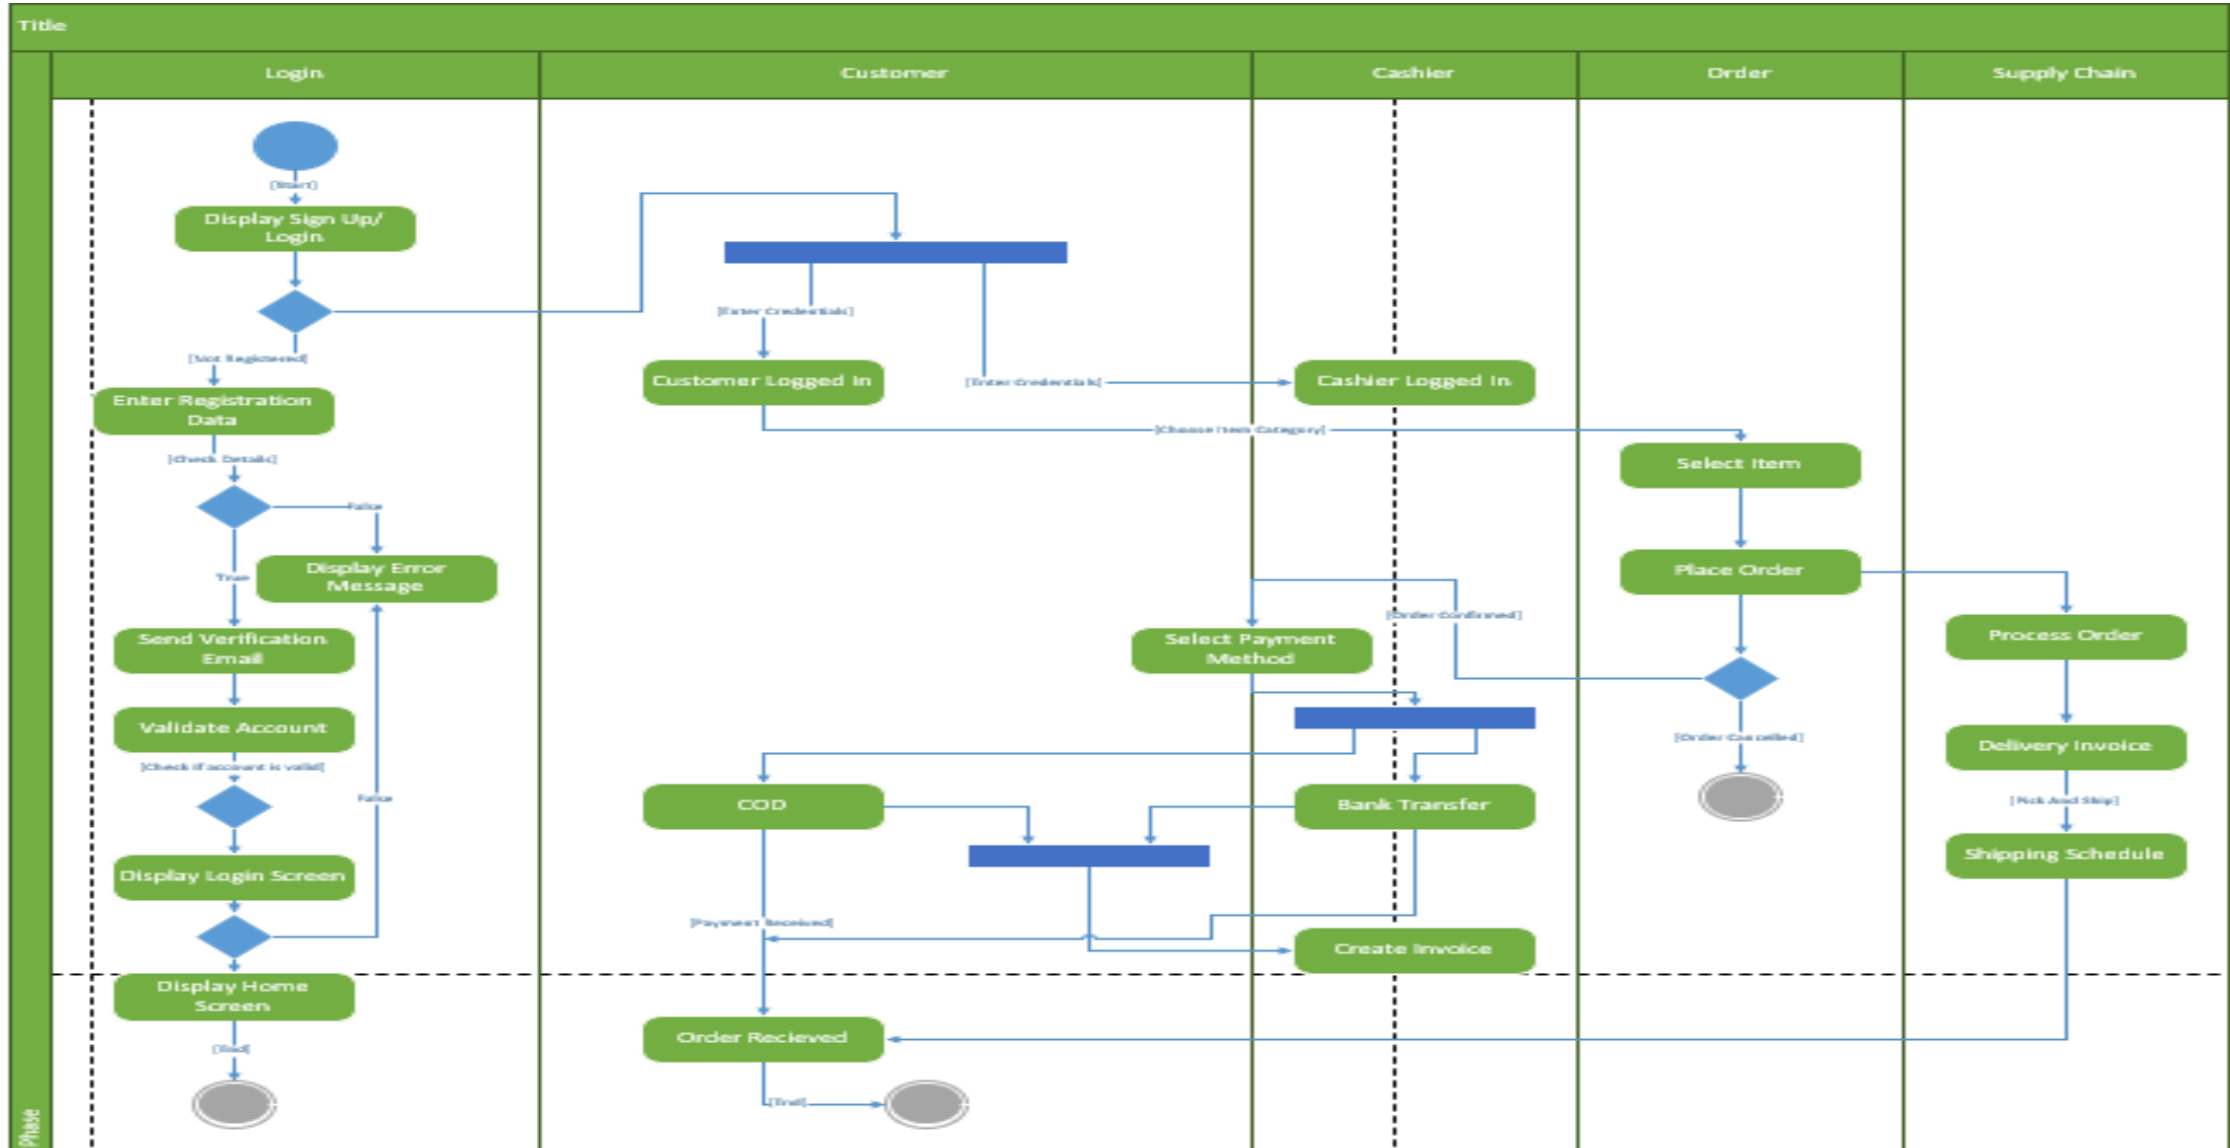 Title
Login
Customer
Cashier
Order
Supply Chain
[Start]
Display Sign Up/
Login
[Not Registered]
Enter Registration
Data
[Check Details]
False
True
Display Error
Message
Send Verification
Email
Validate Account
[Check if account is valid]
False
Display Login Screen
Display Home
Screen
[End]
[Enter Credentials]
Customer Logged In
[Enter Credentials]
Cashier Logged In
[Choose Item Category]
Select Item
Place Order
[Order Confirmed]
Select Payment
Method
[Order Cancelled]
Process Order
Delivery Invoice
[Pick And Ship]
Shipping Schedule
COD
Bank Transfer
[Payment Received]
Create Invoice
Order Recieved
[End]
Phase